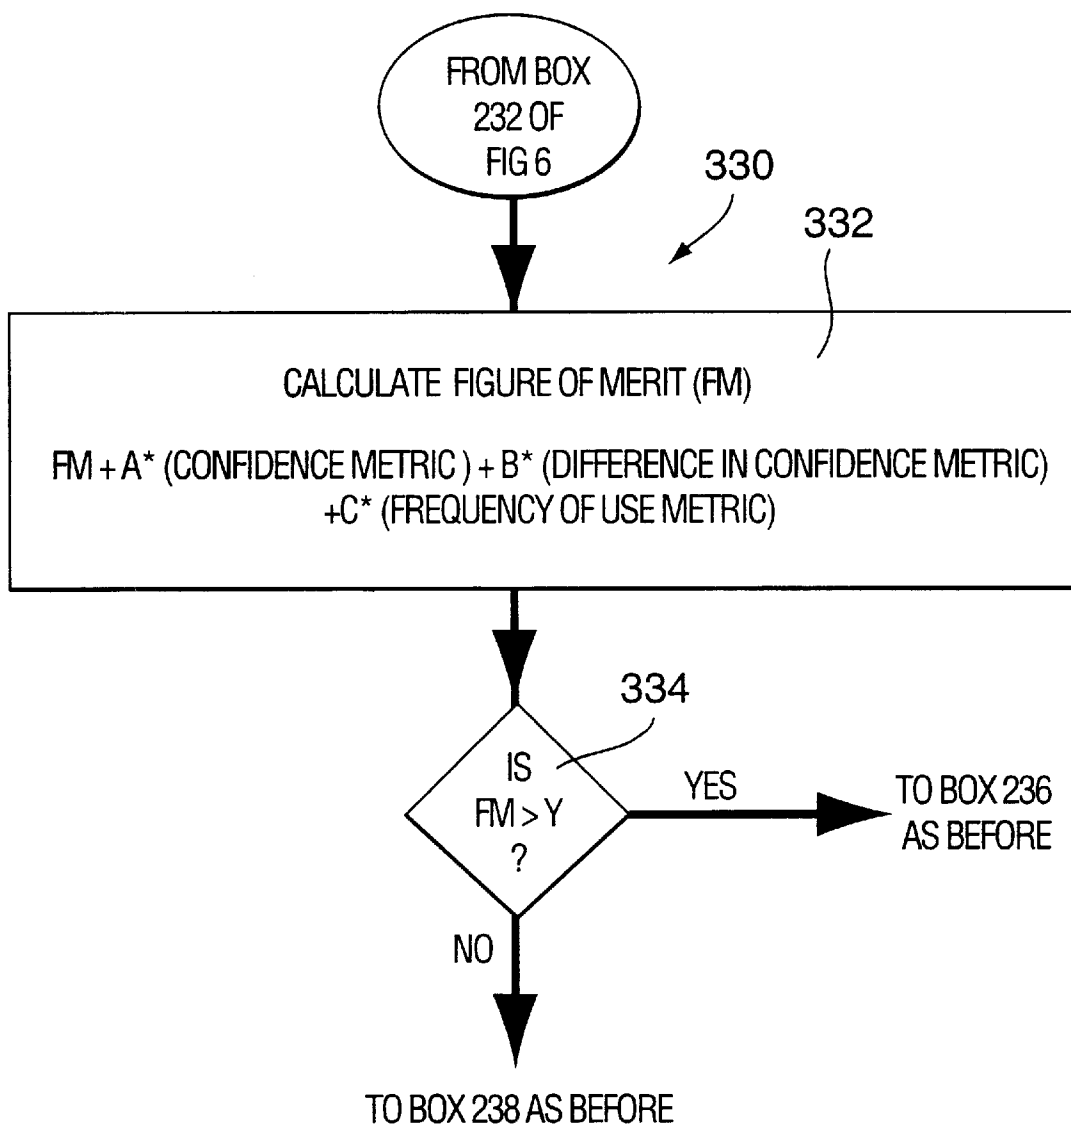 FROM BOX
232 OF
FIG 6
330
332
CALCULATE FIGURE OF MERIT (FM)
FM + A* (CONFIDENCE METRIC ) + B* (DIFFERENCE IN CONFIDENCE METRIC)
+C* (FREQUENCY OF USE METRIC)
334
IS
FM > Y
?
YES
TO BOX 236
AS BEFORE
NO
TO BOX 238 AS BEFORE